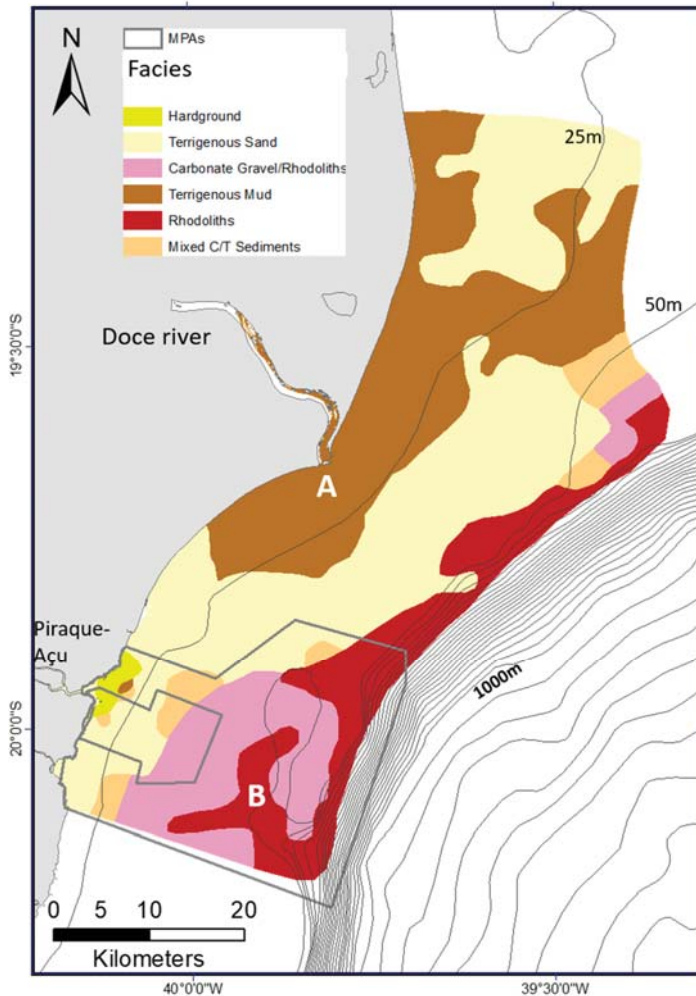 N
MPAs
Facies
Hardground
Terrigenous Sand
Carbonate Gravel/Rhodoliths
Terrigenous Mud
Rhodoliths
Mixed C/T Sediments
25m
50m
19°30'0"S
Doce river
A
Piraque-
Açu
1000m
20°0'0"S
B
0 5 10 20
Kilometers
40°0'0"W
39°30'0"W